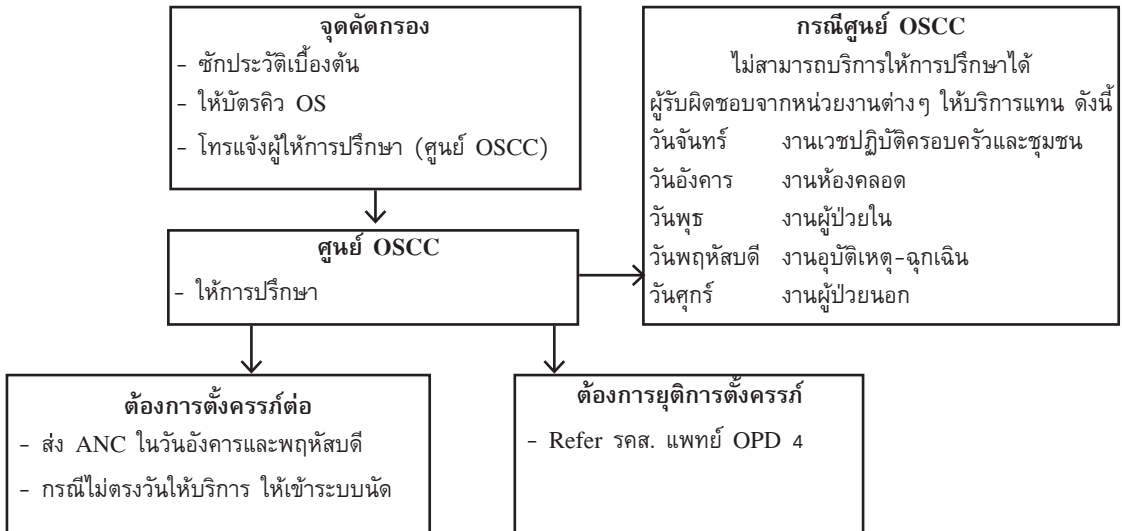 จุดคัดกรอง
- ซักประวัติเบื้องต้น
- ให้บัตรคิว OS
- โทรแจ้งผู้ให้การปรึกษา (ศูนย์ OSCC)
กรณีศูนย์ OSCC
ไม่สามารถบริการให้การปรึกษาได้
ผู้รับผิดชอบจากหน่วยงานต่างๆ ให้บริการแทน ดังนี้
วันจันทร์ งานเวชปฏิบัติครอบครัวและชุมชน
วันอังคาร งานห้องคลอด
วันพุธ งานผู้ป่วยใน
วันพฤหัสบดี งานอุบัติเหตุ-ฉุกเฉิน
วันศุกร์ งานผู้ป่วยนอก
ศูนย์ OSCC
- ให้การปรึกษา
ต้องการตั้งครรภ์ต่อ
- ส่ง ANC ในวันอังคารและพฤหัสบดี
- กรณีไม่ตรงวันให้บริการ ให้เข้าระบบนัด
ต้องการยุติการตั้งครรภ์
- Refer รคส. แพทย์ OPD 4